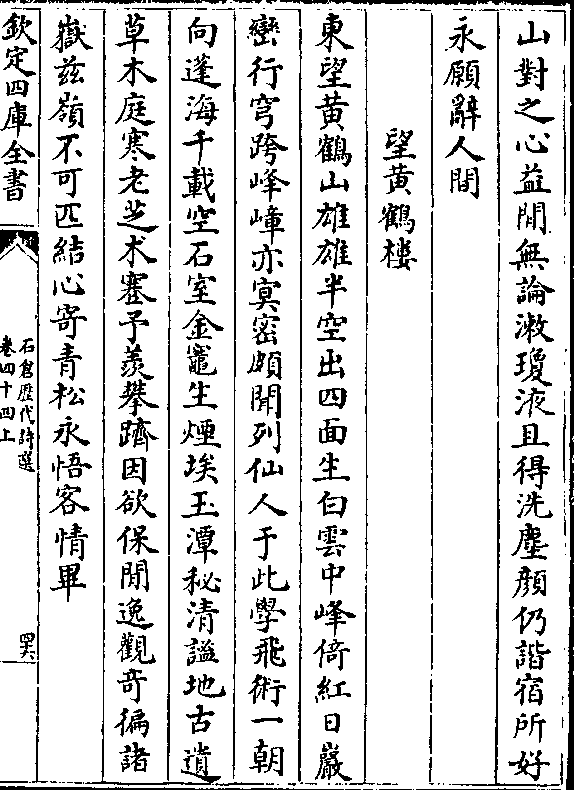 山對之心益閒無論漱瓊液且得洗塵顏仍諧宿所好
永願辭人間
望黄鶴樓
東望黄鶴山雄雄半空出四面生白雲中峰倚紅日巖
巒行穹跨峰嶂亦㝠密頗聞列仙人于此學飛術一朝
向蓬海千載空石室金竈生煙埃玉潭秘清謐地古遺
草木庭寒老芝术蹇予羡攀躋因欲保閒逸觀竒徧諸
嶽兹嶺不可匹結心寄青松永悟客情畢
欽定四庫全書
石倉歷代詩選
卷四十四上